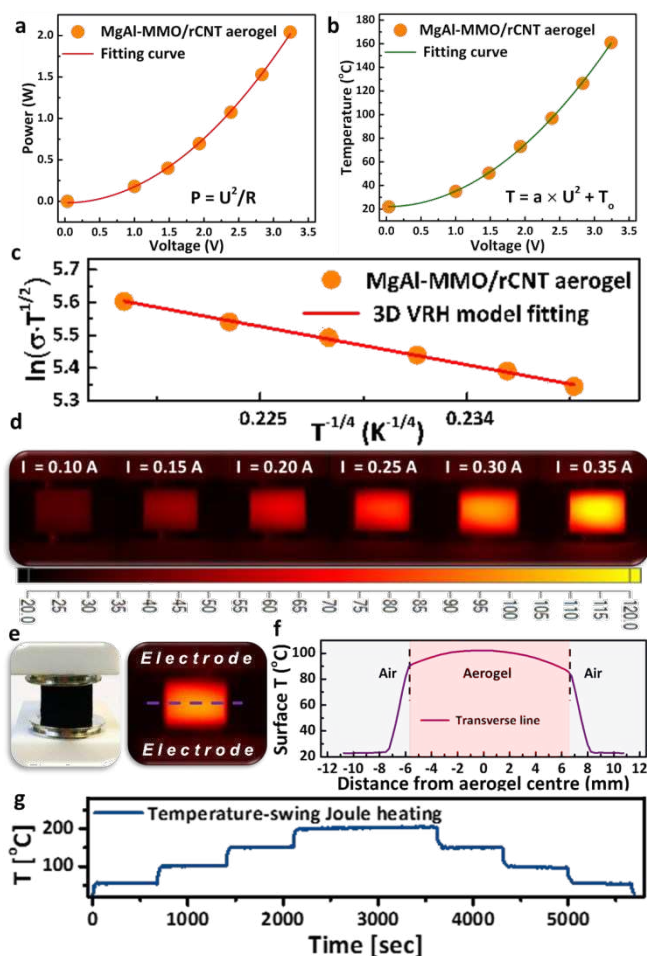 a
MgAl-MMO/rCNT aerogel
Fitting curve
Power (W)
2.0
1.5
1.0
0.5
0.0
P = U²/R
0.0 0.5 1.0 1.5 2.0 2.5 3.0 3.5
Voltage (V)
b
MgAl-MMO/rCNT aerogel
Fitting curve
Temperature (°C)
180
160
140
120
100
80
60
40
20
T = a × U² + Tₒ
0.0 0.5 1.0 1.5 2.0 2.5 3.0 3.5
Voltage (V)
c
MgAl-MMO/rCNT aerogel
3D VRH model fitting
ln(σ·T^1/2)
5.7
5.6
5.5
5.4
5.3
0.225 0.234
T^-1/4 (K^-1/4)
d
I = 0.10 A I = 0.15 A I = 0.20 A I = 0.25 A I = 0.30 A I = 0.35 A
20.0 25 30 35 40 45 50 55 60 65 70 75 80 85 90 95 100 105 110 115 120.0
e
Electrode
Electrode
f
Surface T (°C)
100
80
60
40
20
Air Aerogel Air
Transverse line
-12 -10 -8 -6 -4 -2 0 2 4 6 8 10 12
Distance from aerogel centre (mm)
g
Temperature-swing Joule heating
T [°C]
200
100
0 1000 2000 3000 4000 5000
Time [sec]